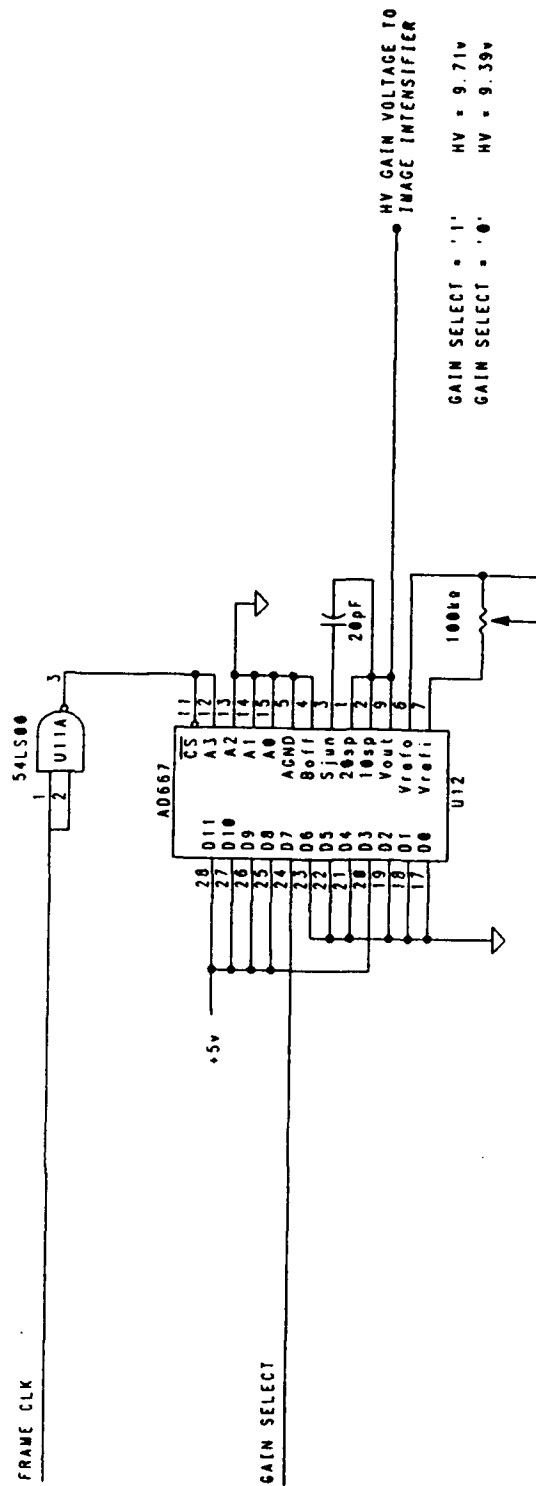 FRAME CLK
54LS00
1
2
U11A
3
GAIN SELECT
+5v
AD667
28 D11 CS 11
27 D10 A3 12
26 D9 A2 13
25 D8 A1 14
24 D7 A0 15
23 D6 AGND 5
22 D5 Boff 4
21 D4 Sjun 3
20 D3 20sp 1
19 D2 10sp 2
18 D1 Vout 9
17 D0 Vrefo 6
Vrefi 7
U12
20pF
100kΩ
HV GAIN VOLTAGE TO
IMAGE INTENSIFIER
GAIN SELECT = '1' HV = 9.71v
GAIN SELECT = '0' HV = 9.39v